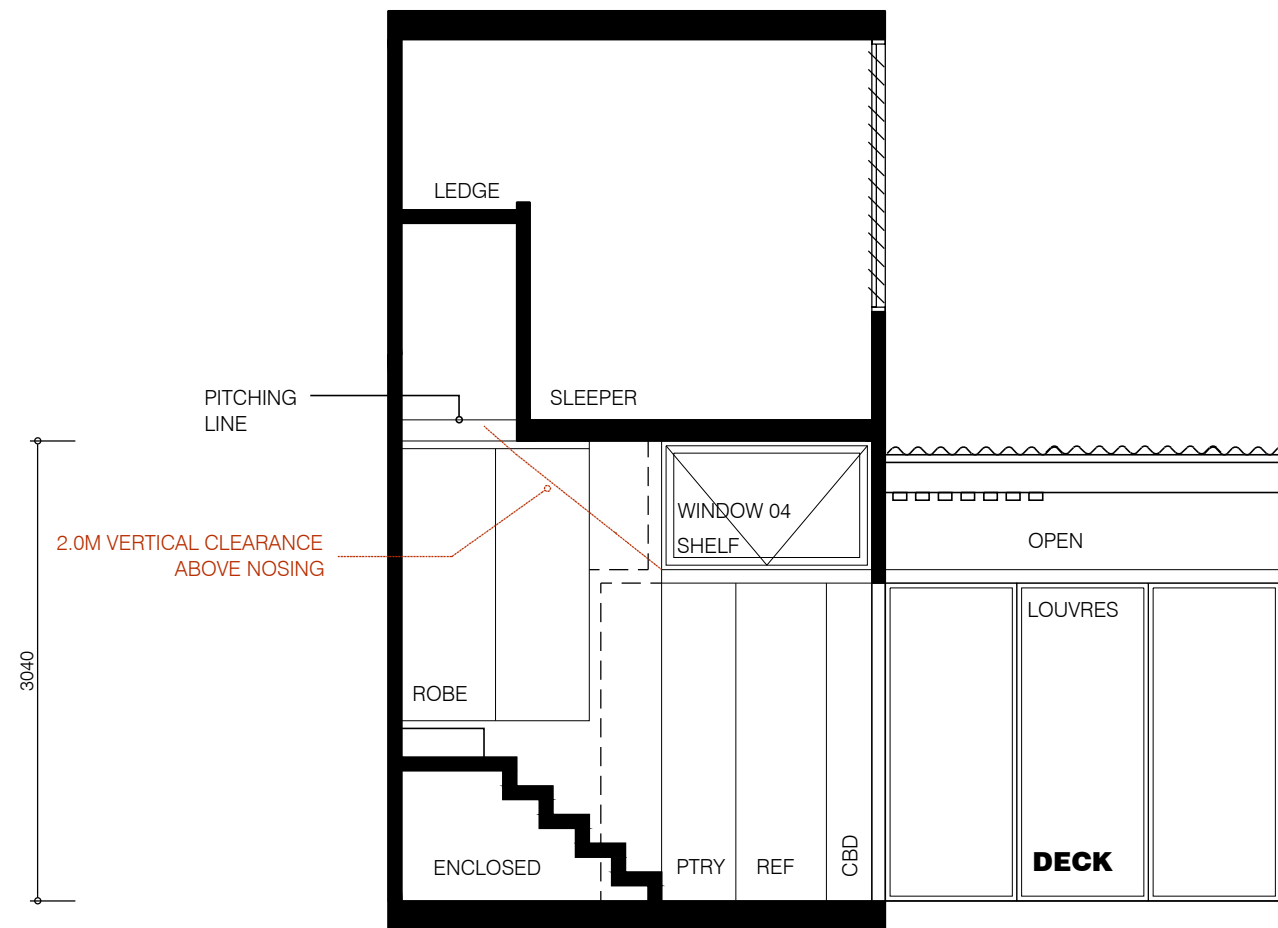 LEDGE
PITCHING
LINE
SLEEPER
WINDOW 04
SHELF
2.0M VERTICAL CLEARANCE
ABOVE NOSING
OPEN
LOUVRES
3040
ROBE
ENCLOSED
PTRY
REF
CBD
DECK